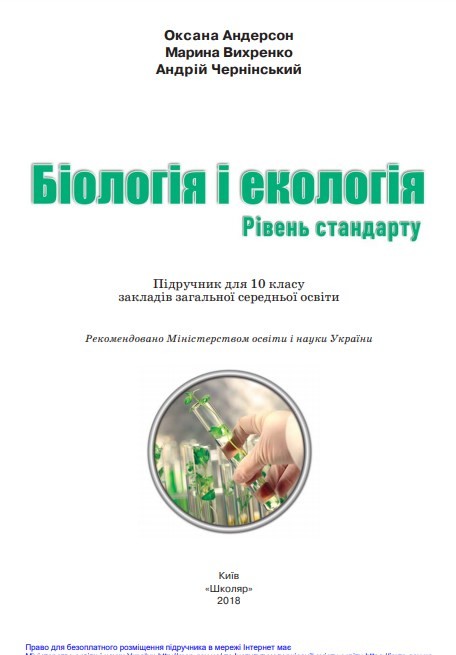 Оксана Андерсон
Марина Вихренко
Андрій Чернінський
Біологія і екологія
Рівень стандарту
Підручник для 10 класу
закладів загальної середньої освіти
Рекомендовано Міністерством освіти і науки України
Київ
«Школяр»
2018
Право для безоплатного розміщення підручника в мережі Інтернет має